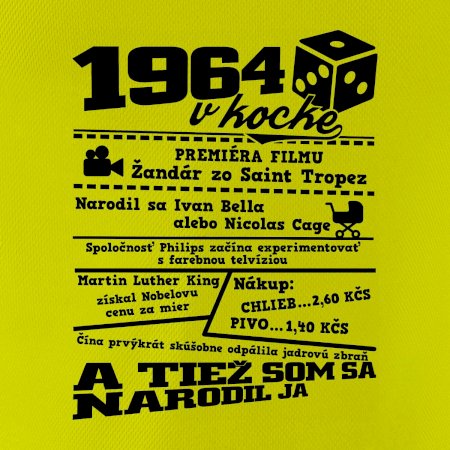 1964
v kocke
PREMIÉRA FILMU
Žandár zo Saint Tropez
Narodil sa Ivan Bella
alebo Nicolas Cage
Spoločnosť Philips začína experimentovať
s farebnou telvíziou
Martin Luther King
získal Nobelovu
cenu za mier
Nákup:
CHLIEB...2,60 KČS
PIVO...1,40 KČS
Čína prvýkrát skúšobne odpálila jadrovú zbraň
A TIEŽ SOM SA
NARODIL JA